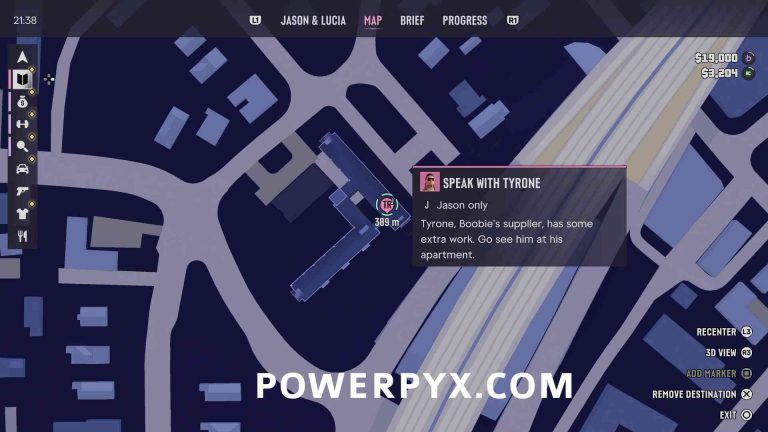 21:38
L1 JASON & LUCIA MAP BRIEF PROGRESS R1
$19,000
$3,204
SPEAK WITH TYRONE
J Jason only
Tyrone, Boobie's supplier, has some
extra work. Go see him at his
apartment.
389 m
RECENTER L3
3D VIEW R3
ADD MARKER
REMOVE DESTINATION
EXIT
POWERPYX.COM